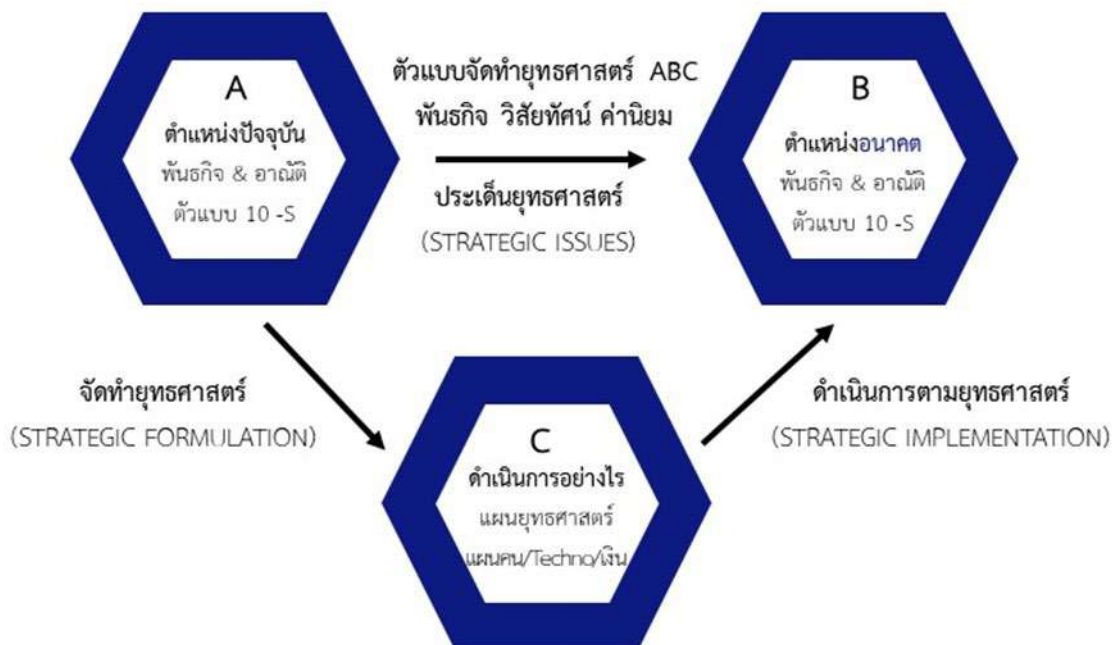 A
ตำแหน่งปัจจุบัน
พันธกิจ & อาณัติ
ตัวแบบ 10 -S
ตัวแบบจัดทำยุทธศาสตร์ ABC
พันธกิจ วิสัยทัศน์ ค่านิยม
ประเด็นยุทธศาสตร์
(STRATEGIC ISSUES)
B
ตำแหน่งอนาคต
พันธกิจ & อาณัติ
ตัวแบบ 10 -S
จัดทำยุทธศาสตร์
(STRATEGIC FORMULATION)
C
ดำเนินการอย่างไร
แผนยุทธศาสตร์
แผนคน/Techno/เงิน
ดำเนินการตามยุทธศาสตร์
(STRATEGIC IMPLEMENTATION)